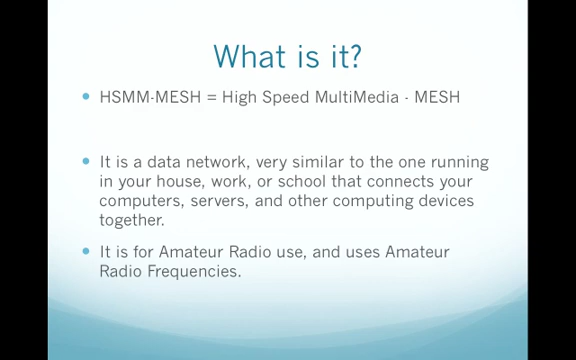 What is it?
HSMM-MESH = High Speed MultiMedia - MESH
It is a data network, very similar to the one running
in your house, work, or school that connects your
computers, servers, and other computing devices
together.
It is for Amateur Radio use, and uses Amateur
Radio Frequencies.